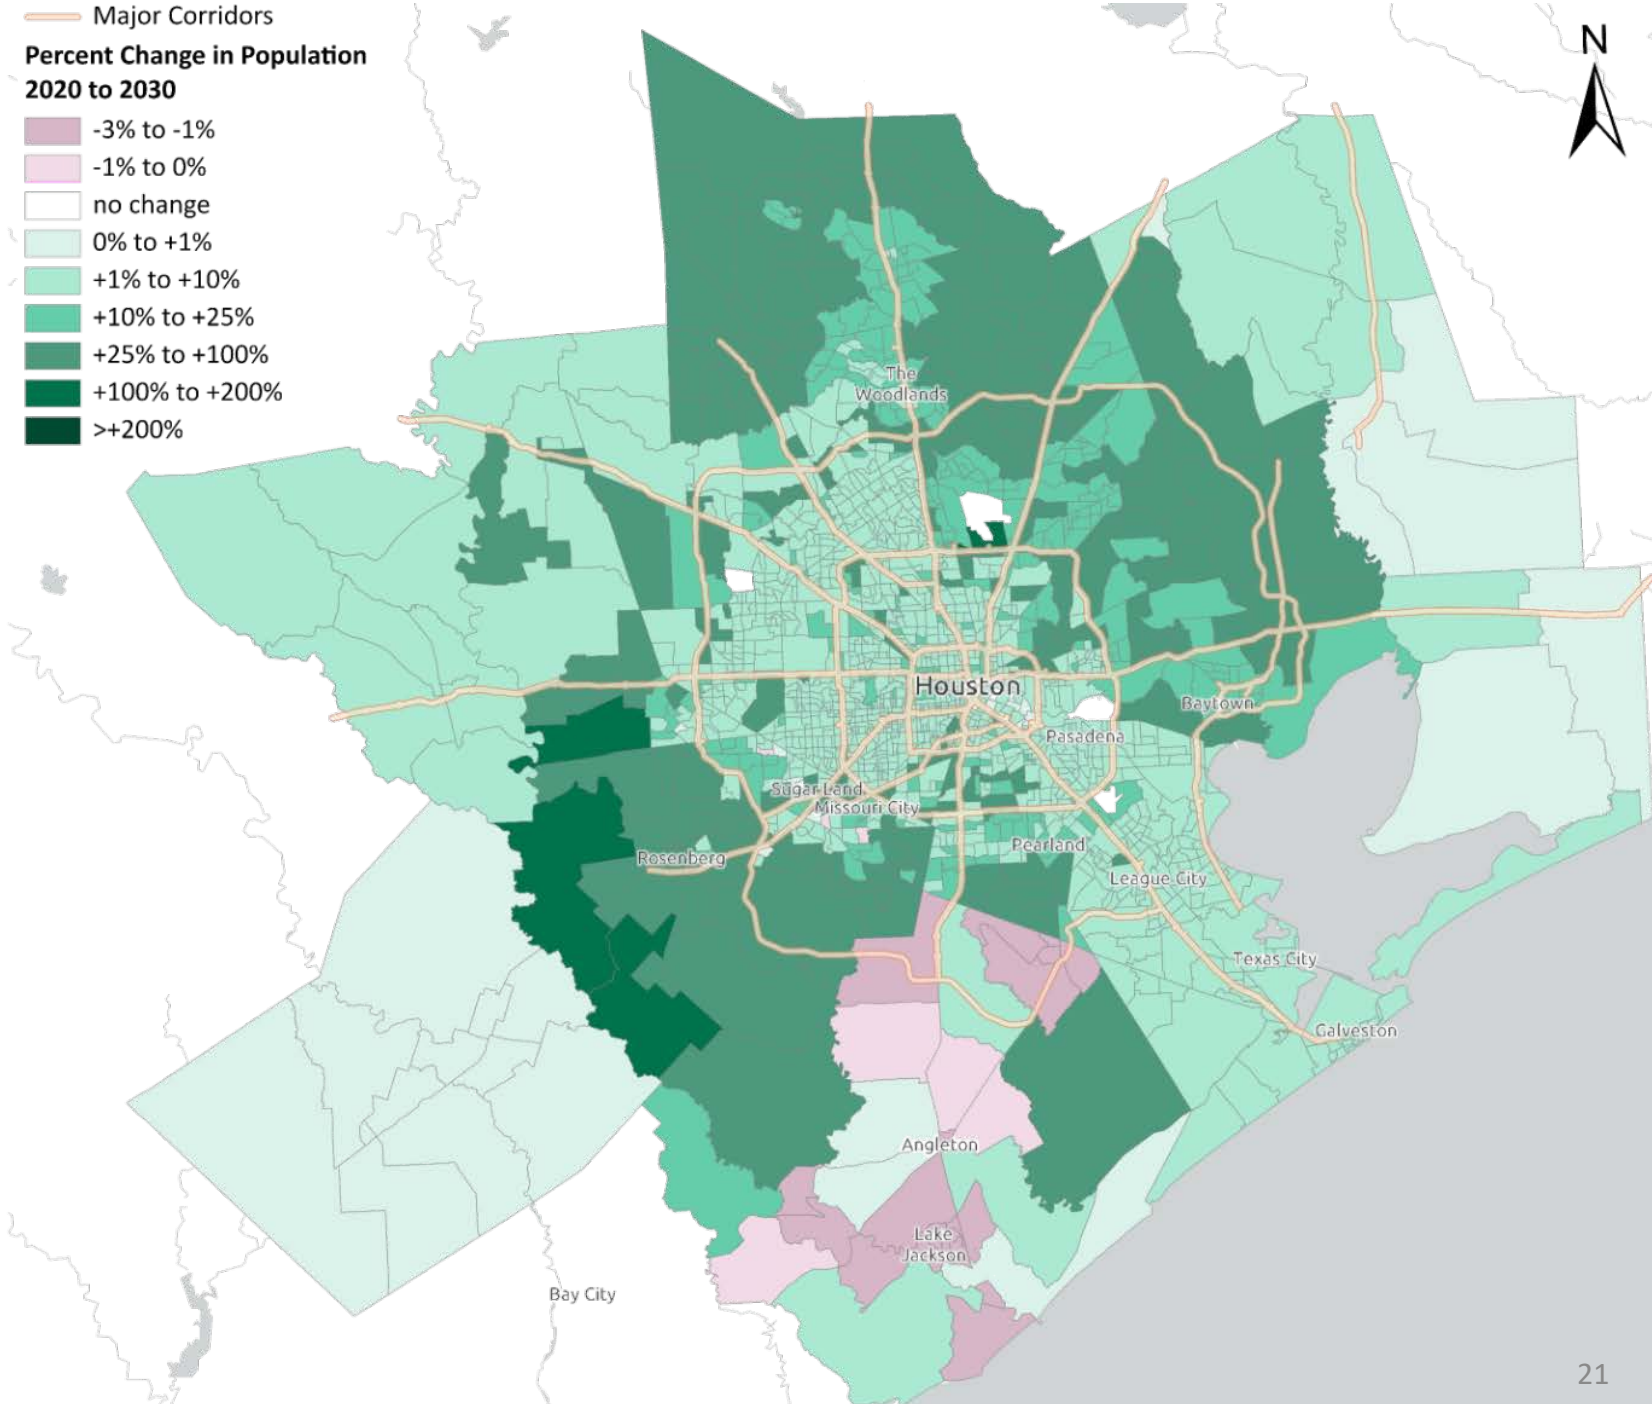 Major Corridors
Percent Change in Population
2020 to 2030
-3% to -1%
-1% to 0%
no change
0% to +1%
+1% to +10%
+10% to +25%
+25% to +100%
+100% to +200%
>+200%
N
The
Woodlands
Houston
Baytown
Pasadena
Sugar Land
Missouri City
Pearland
Rosenberg
League City
Texas City
Galveston
Angleton
Lake
Jackson
Bay City
21